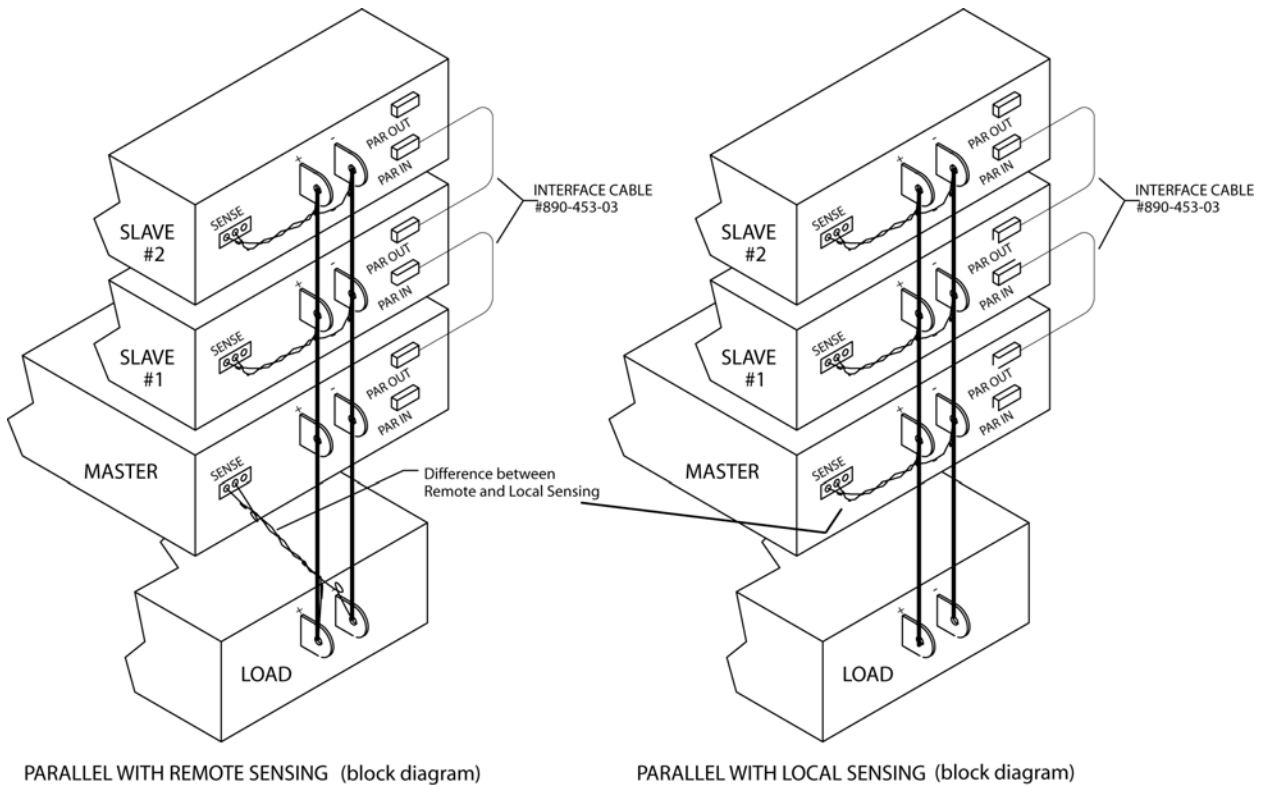 -
+
PAR OUT
PAR IN
SENSE
SLAVE
#2
INTERFACE CABLE
#890-453-03
-
+
PAR OUT
PAR IN
SENSE
SLAVE
#1
-
+
PAR OUT
PAR IN
SENSE
MASTER
Difference between
Remote and Local Sensing
-
+
LOAD
PARALLEL WITH REMOTE SENSING (block diagram)
-
+
PAR OUT
PAR IN
SENSE
SLAVE
#2
INTERFACE CABLE
#890-453-03
-
+
PAR OUT
PAR IN
SENSE
SLAVE
#1
-
+
PAR OUT
PAR IN
SENSE
MASTER
-
+
LOAD
PARALLEL WITH LOCAL SENSING (block diagram)